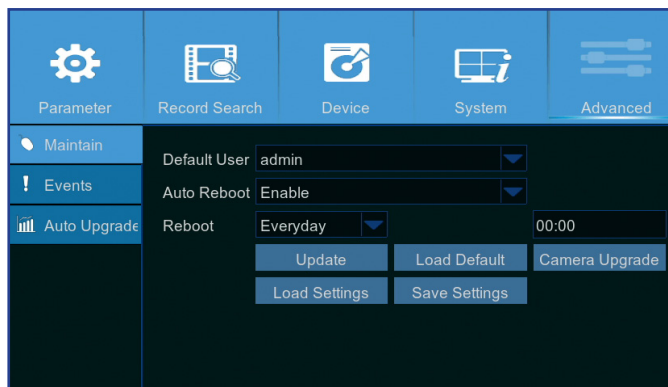 Parameter Record Search Device System Advanced
Maintain
Default User admin
Events
Auto Reboot Enable
Auto Upgrade
Reboot Everyday 00:00
Update Load Default Camera Upgrade
Load Settings Save Settings